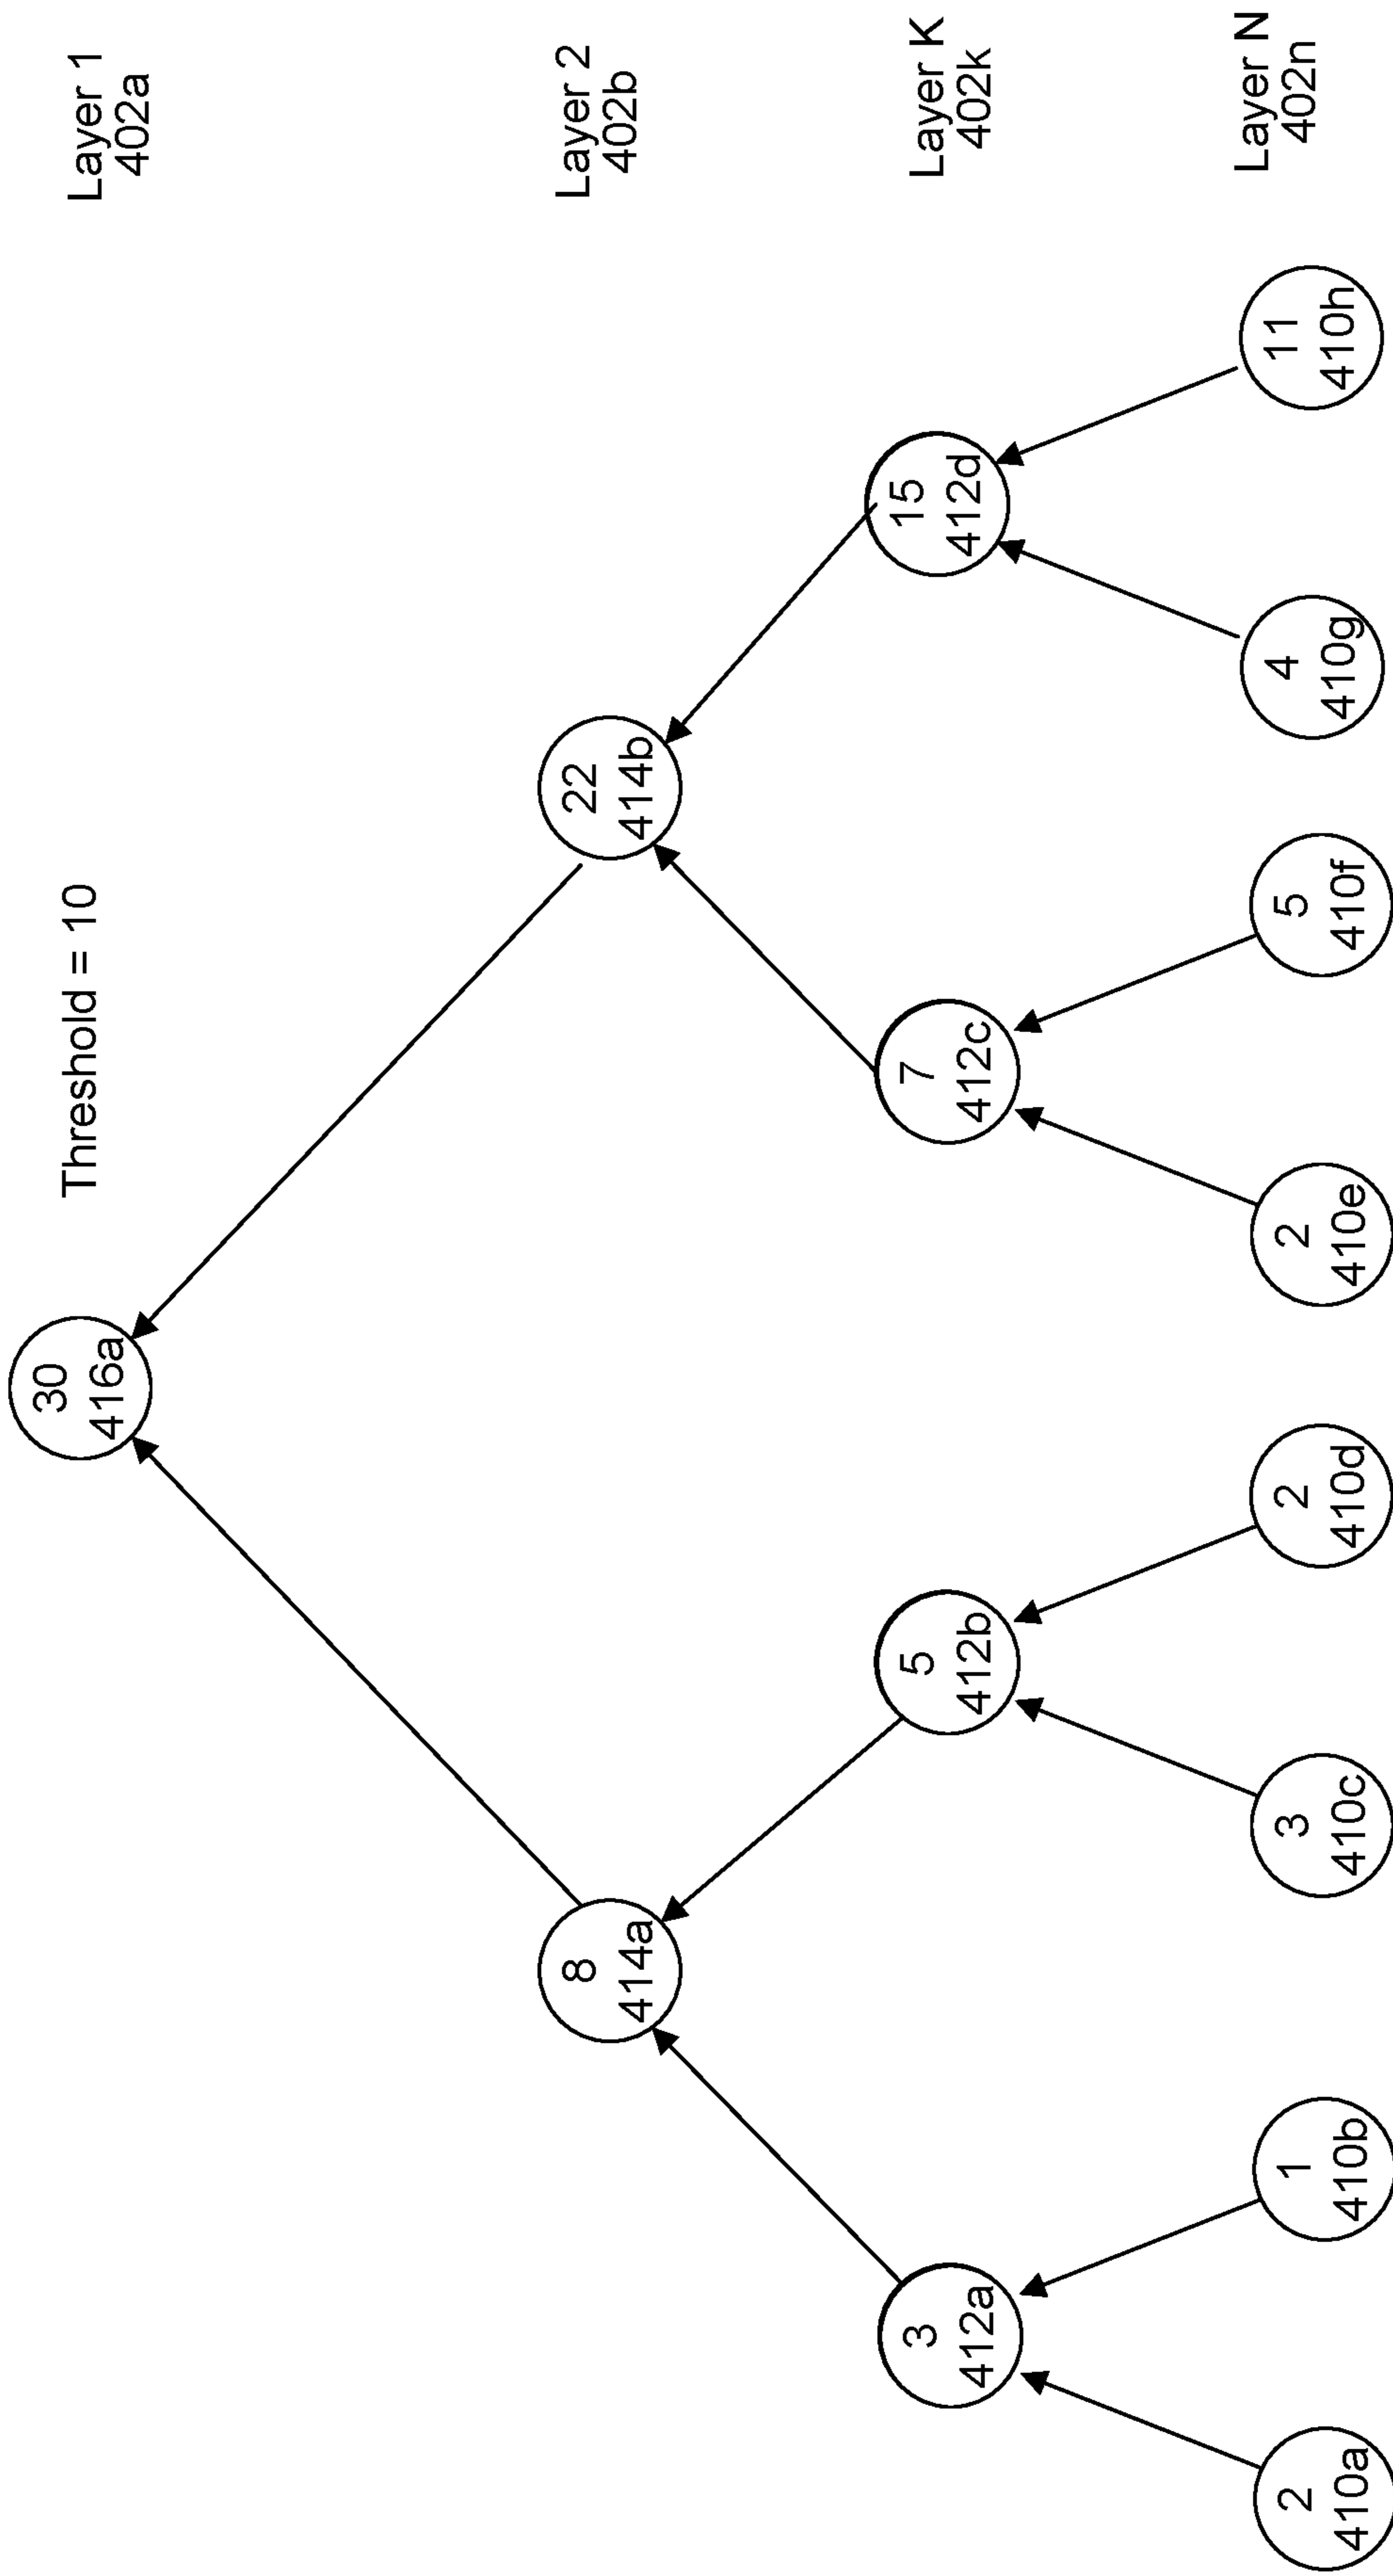 Threshold = 10
Layer 1
402a
30
416a
Layer 2
402b
8
414a
22
414b
Layer K
402k
3
412a
5
412b
7
412c
15
412d
Layer N
402n
2
410a
1
410b
3
410c
2
410d
2
410e
5
410f
4
410g
11
410h